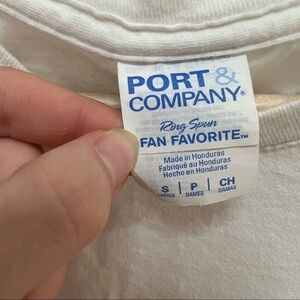 PORT &
COMPANY®
Ring Spun
FAN FAVORITE™
Made in Honduras
Fabriqué au Honduras
Hecho en Honduras
S | P | CH
LADIES DAMES DAMAS